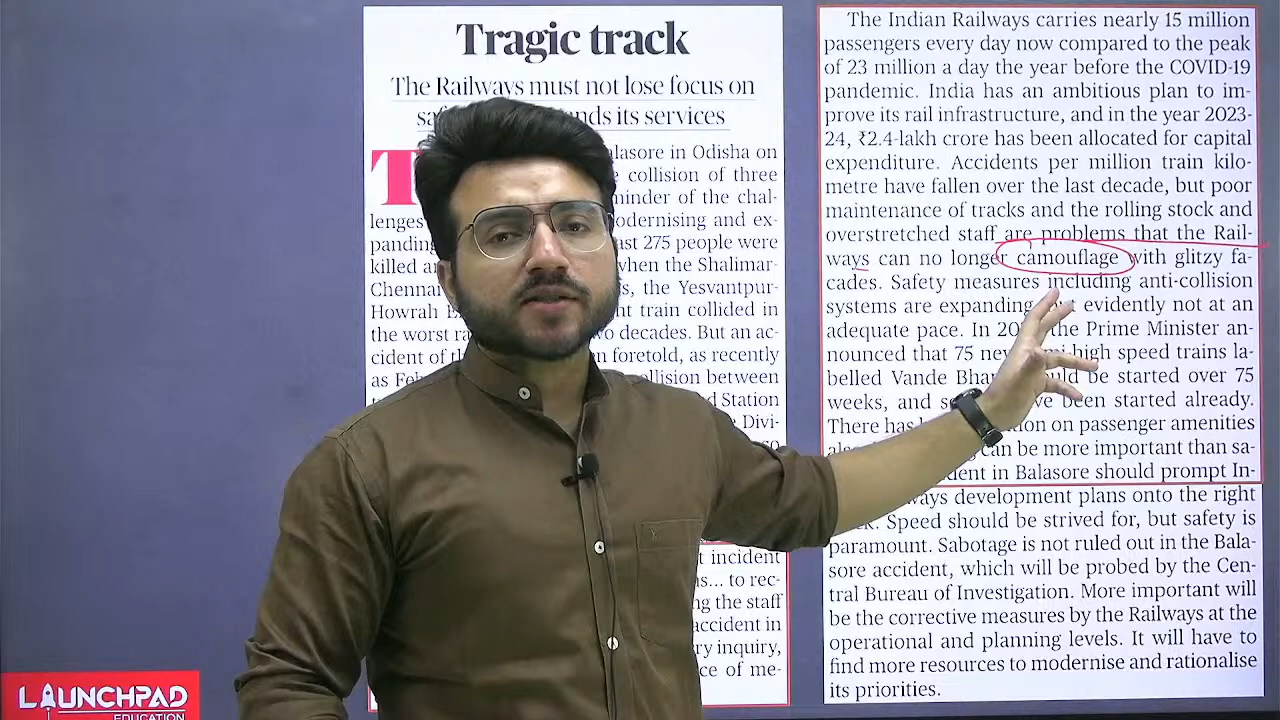 Tragic track
The Railways must not lose focus on
nds its services
T
alasore in Odisha on
collision of three
minder of the chal-
lenges
odernising and ex-
panding
ast 275 people were
killed
when the Shalimar-
Chenna
s, the Yesvantpur-
Howrah
nt train collided in
the worst ra
wo decades. But an ac-
cident of
n foretold, as recently
as Feb
ollision between
d Station
Divi-
incident
s... to rec-
ng the staff
accident in
ry inquiry,
ce of me-
The Indian Railways carries nearly 15 million
passengers every day now compared to the peak
of 23 million a day the year before the COVID-19
pandemic. India has an ambitious plan to im-
prove its rail infrastructure, and in the year 2023-
24, ₹2.4-lakh crore has been allocated for capital
expenditure. Accidents per million train kilo-
metre have fallen over the last decade, but poor
maintenance of tracks and the rolling stock and
overstretched staff are problems that the Rail-
ways can no longer camouflage with glitzy fa-
cades. Safety measures including anti-collision
systems are expanding evidently not at an
adequate pace. In the Prime Minister an-
nounced that 75 new high speed trains la-
belled Vande Bhar uld be started over 75
weeks, and ve been started already.
There has on on passenger amenities
can be more important than sa-
dent in Balasore should prompt In-
ways development plans onto the right
k. Speed should be strived for, but safety is
paramount. Sabotage is not ruled out in the Bala-
sore accident, which will be probed by the Cen-
tral Bureau of Investigation. More important will
be the corrective measures by the Railways at the
operational and planning levels. It will have to
find more resources to modernise and rationalise
its priorities.
LAUNCHPAD
EDUCATION